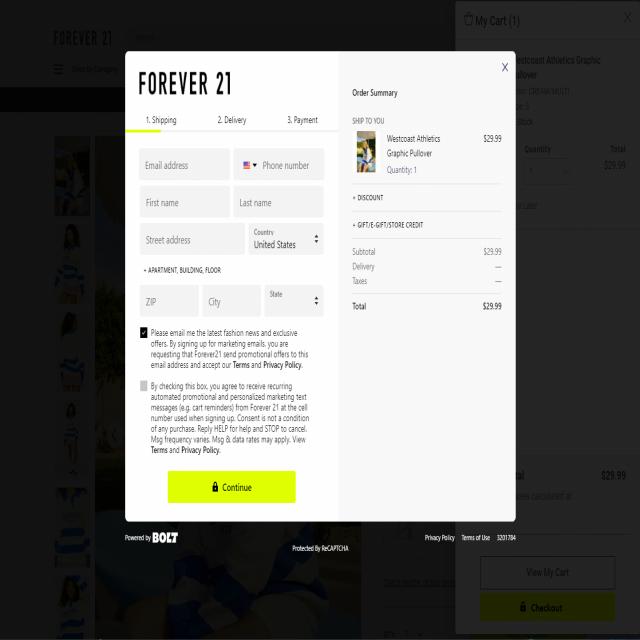 FOREVER 21
My Cart (1)
X
Shop by Category
Westcoast Athletics Graphic
Pullover
Quantity
Total
1
$29.99
FOREVER 21
X
1. Shipping
2. Delivery
3. Payment
Email address
Phone number
First name
Last name
Street address
Country
United States
+ APARTMENT, BUILDING, FLOOR
ZIP
City
State
Please email me the latest fashion news and exclusive
offers. By signing up for marketing emails, you are
requesting that Forever21 send promotional offers to this
email address and accept our Terms and Privacy Policy.
By checking this box, you agree to receive recurring
automated promotional and personalized marketing text
messages (e.g. cart reminders) from Forever 21 at the cell
number used when signing up. Consent is not a condition
of any purchase. Reply HELP for help and STOP to cancel.
Msg frequency varies. Msg & data rates may apply. View
Terms and Privacy Policy.
Continue
Order Summary
SHIP TO YOU
Westcoast Athletics
Graphic Pullover
$29.99
Quantity: 1
+ DISCOUNT
+ GIFT/E-GIFT/STORE CREDIT
Subtotal
$29.99
Delivery
—
Taxes
—
Total
$29.99
Powered by BOLT
Protected By ReCAPTCHA
Privacy Policy
Terms of Use
3201784
$29.99
View My Cart
Checkout